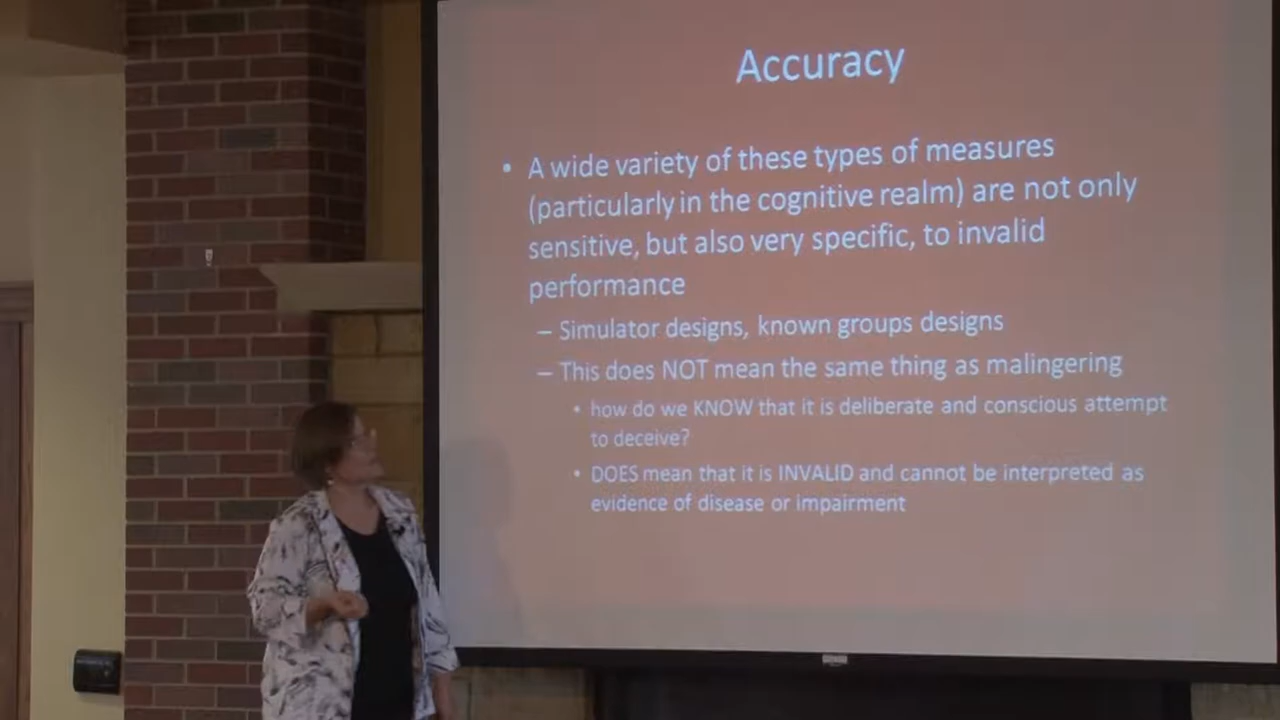 Accuracy
• A wide variety of these types of measures
(particularly in the cognitive realm) are not only
sensitive, but also very specific, to invalid
performance
– Simulator designs, known groups designs
– This does NOT mean the same thing as malingering
• how do we KNOW that it is deliberate and conscious attempt
to deceive?
• DOES mean that it is INVALID and cannot be interpreted as
evidence of disease or impairment